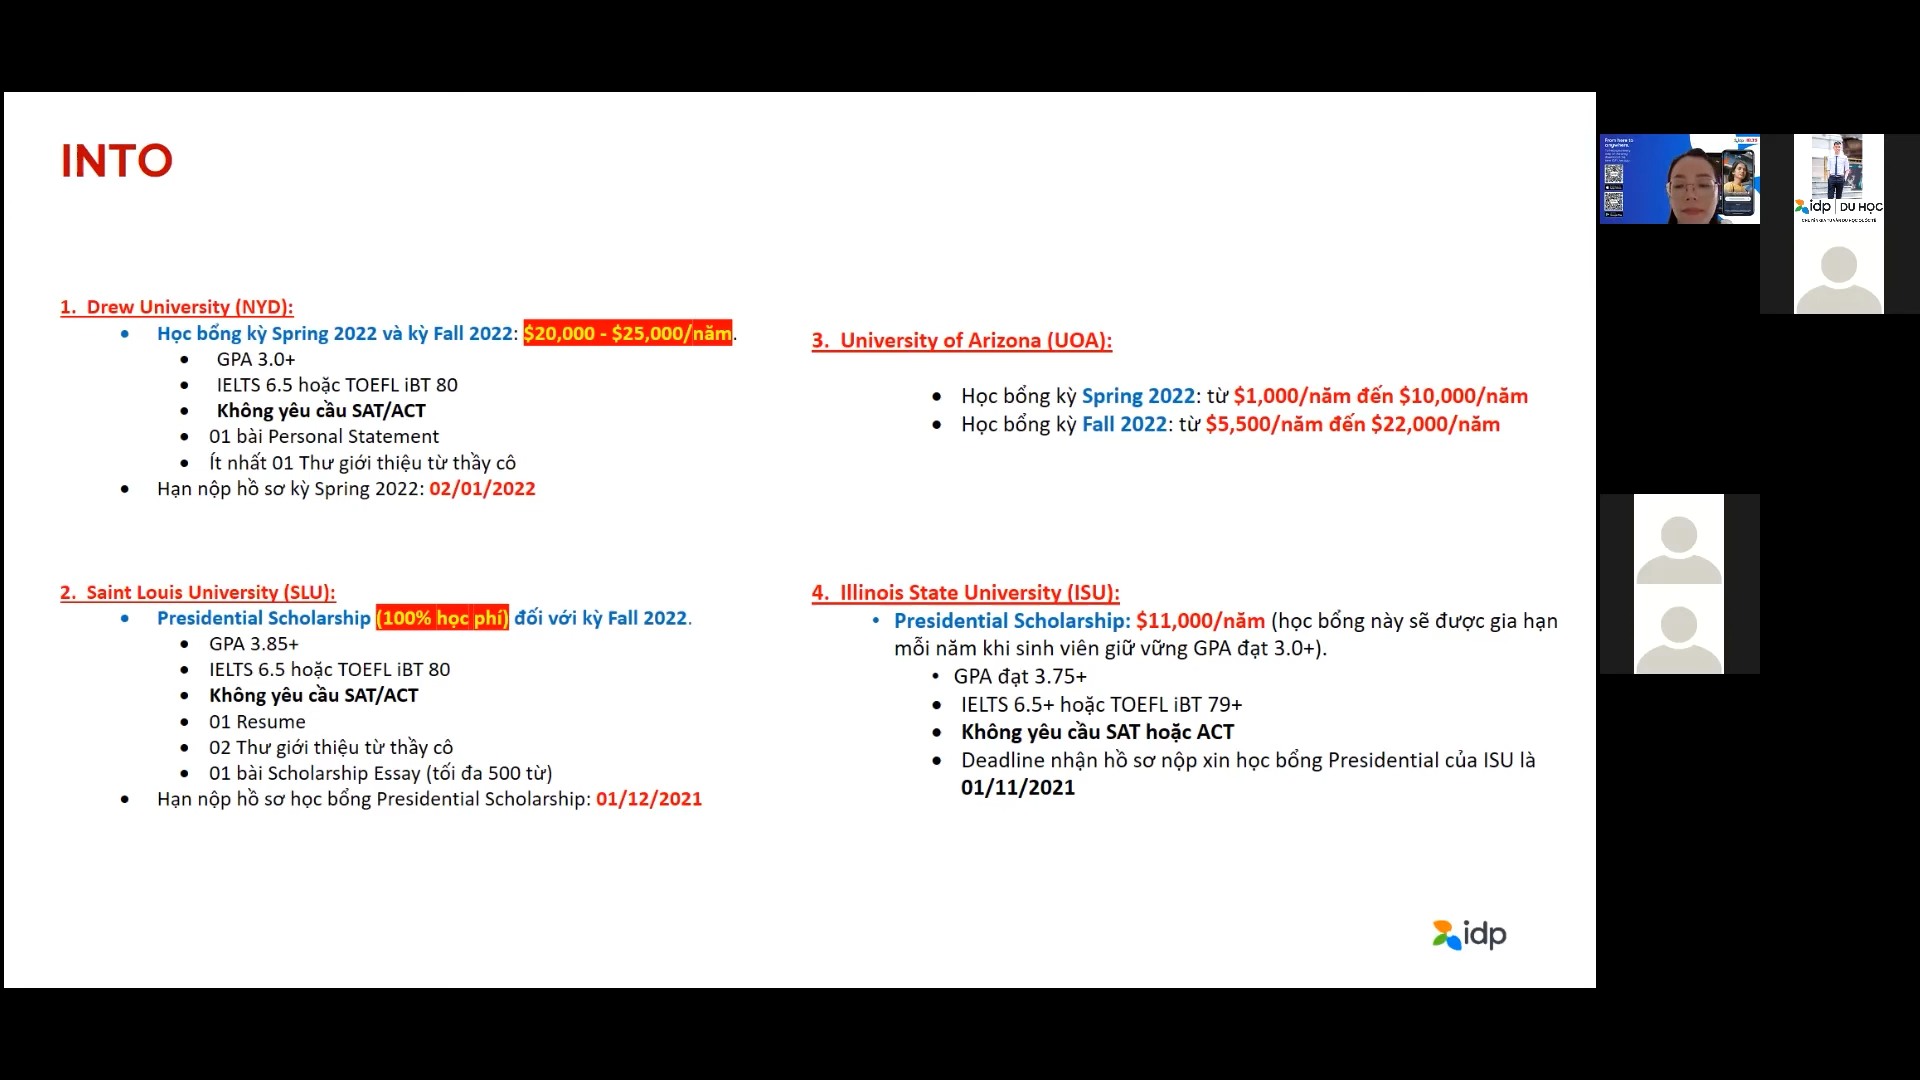 INTO
1. Drew University (NYD):
• Học bổng kỳ Spring 2022 và kỳ Fall 2022: $20,000 - $25,000/năm.
• GPA 3.0+
• IELTS 6.5 hoặc TOEFL iBT 80
• Không yêu cầu SAT/ACT
• 01 bài Personal Statement
• Ít nhất 01 Thư giới thiệu từ thầy cô
• Hạn nộp hồ sơ kỳ Spring 2022: 02/01/2022
2. Saint Louis University (SLU):
• Presidential Scholarship (100% học phí) đối với kỳ Fall 2022.
• GPA 3.85+
• IELTS 6.5 hoặc TOEFL iBT 80
• Không yêu cầu SAT/ACT
• 01 Resume
• 02 Thư giới thiệu từ thầy cô
• 01 bài Scholarship Essay (tối đa 500 từ)
• Hạn nộp hồ sơ học bổng Presidential Scholarship: 01/12/2021
3. University of Arizona (UOA):
• Học bổng kỳ Spring 2022: từ $1,000/năm đến $10,000/năm
• Học bổng kỳ Fall 2022: từ $5,500/năm đến $22,000/năm
4. Illinois State University (ISU):
• Presidential Scholarship: $11,000/năm (học bổng này sẽ được gia hạn
mỗi năm khi sinh viên giữ vững GPA đạt 3.0+).
• GPA đạt 3.75+
• IELTS 6.5+ hoặc TOEFL iBT 79+
• Không yêu cầu SAT hoặc ACT
• Deadline nhận hồ sơ nộp xin học bổng Presidential của ISU là
01/11/2021
idp
From here to
anywhere.
idp | DU HỌC